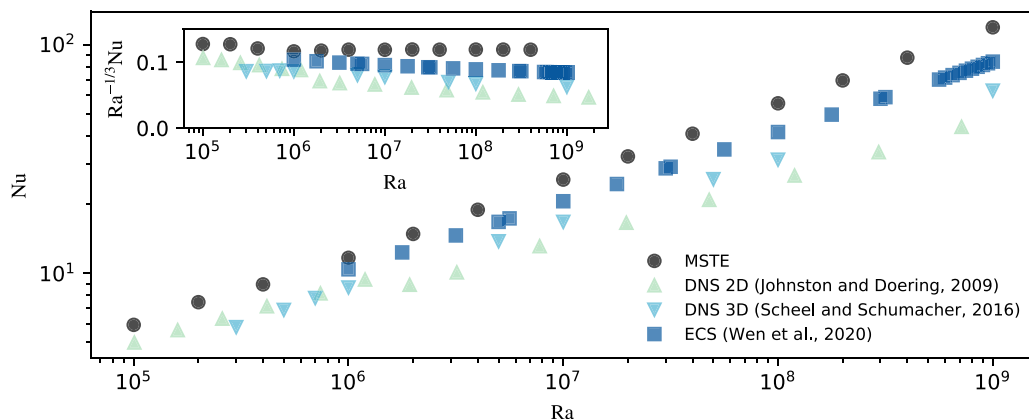 10²
10¹
Nu
10⁵
10⁶
10⁷
10⁸
10⁹
Ra
Ra⁻¹/³Nu
0.1
0.0
10⁵
10⁶
10⁷
10⁸
10⁹
Ra
MSTE
DNS 2D (Johnston and Doering, 2009)
DNS 3D (Scheel and Schumacher, 2016)
ECS (Wen et al., 2020)